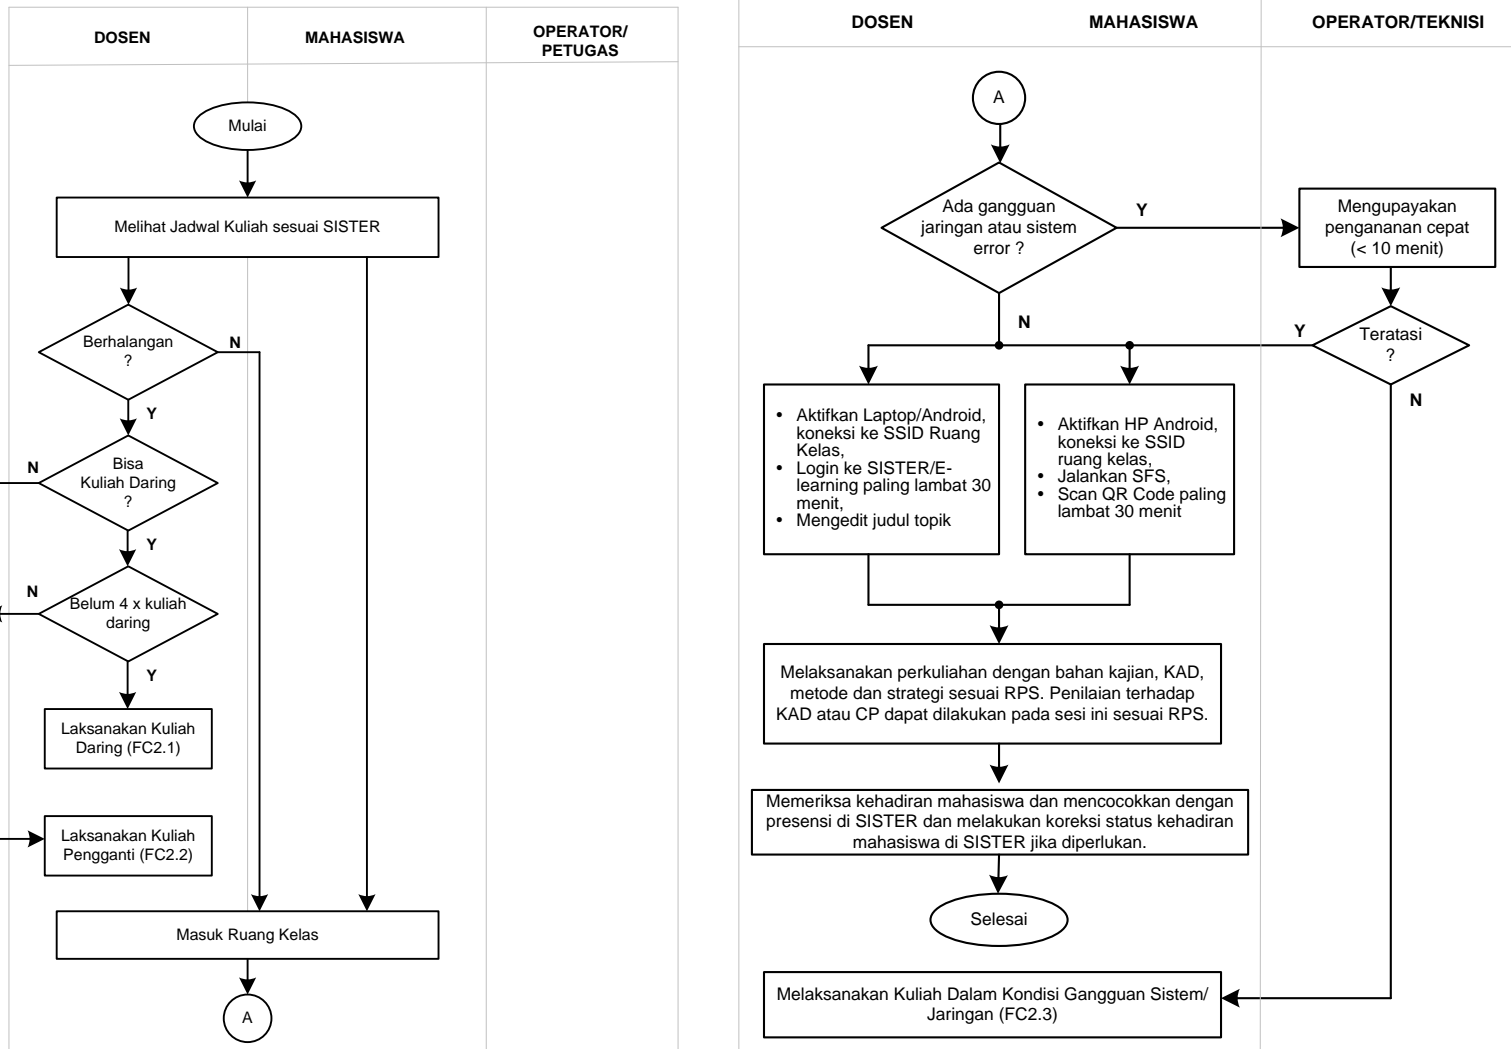 DOSEN
MAHASISWA
OPERATOR/
PETUGAS
Mulai
Melihat Jadwal Kuliah sesuai SISTER
Berhalangan
?
N
Y
Bisa
Kuliah Daring
?
N
Y
Belum 4 x kuliah
daring
N
Y
Laksanakan Kuliah
Daring (FC2.1)
Laksanakan Kuliah
Pengganti (FC2.2)
Masuk Ruang Kelas
A
DOSEN
MAHASISWA
OPERATOR/TEKNISI
A
Ada gangguan
jaringan atau sistem
error ?
Y
N
Mengupayakan
pengananan cepat
(< 10 menit)
Teratasi
?
Y
N
• Aktifkan Laptop/Android,
koneksi ke SSID Ruang
Kelas,
• Login ke SISTER/E-
learning paling lambat 30
menit,
• Mengedit judul topik
• Aktifkan HP Android,
koneksi ke SSID
ruang kelas,
• Jalankan SFS,
• Scan QR Code paling
lambat 30 menit
Melaksanakan perkuliahan dengan bahan kajian, KAD,
metode dan strategi sesuai RPS. Penilaian terhadap
KAD atau CP dapat dilakukan pada sesi ini sesuai RPS.
Memeriksa kehadiran mahasiswa dan mencocokkan dengan
presensi di SISTER dan melakukan koreksi status kehadiran
mahasiswa di SISTER jika diperlukan.
Selesai
Melaksanakan Kuliah Dalam Kondisi Gangguan Sistem/
Jaringan (FC2.3)